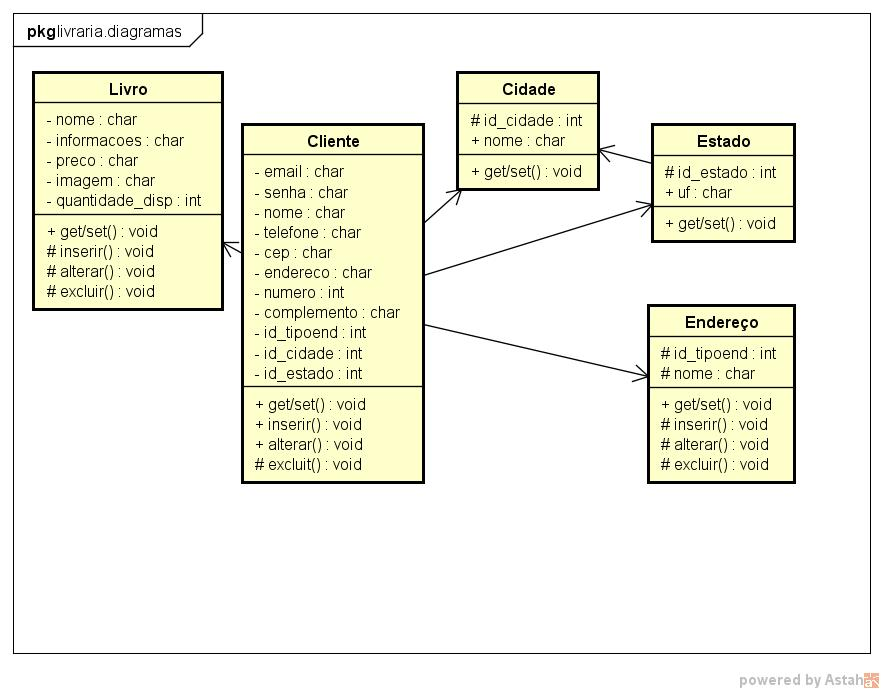 pkg livraria.diagramas
Livro
- nome : char
- informacoes : char
- preco : char
- imagem : char
- quantidade_disp : int
+ get/set() : void
# inserir() : void
# alterar() : void
# excluir() : void
Cliente
- email : char
- senha : char
- nome : char
- telefone : char
- cep : char
- endereco : char
- numero : int
- complemento : char
- id_tipoend : int
- id_cidade : int
- id_estado : int
+ get/set() : void
+ inserir() : void
+ alterar() : void
# excluit() : void
Cidade
# id_cidade : int
+ nome : char
+ get/set() : void
Estado
# id_estado : int
+ uf : char
+ get/set() : void
Endereço
# id_tipoend : int
# nome : char
+ get/set() : void
# inserir() : void
# alterar() : void
# excluir() : void
powered by Astah